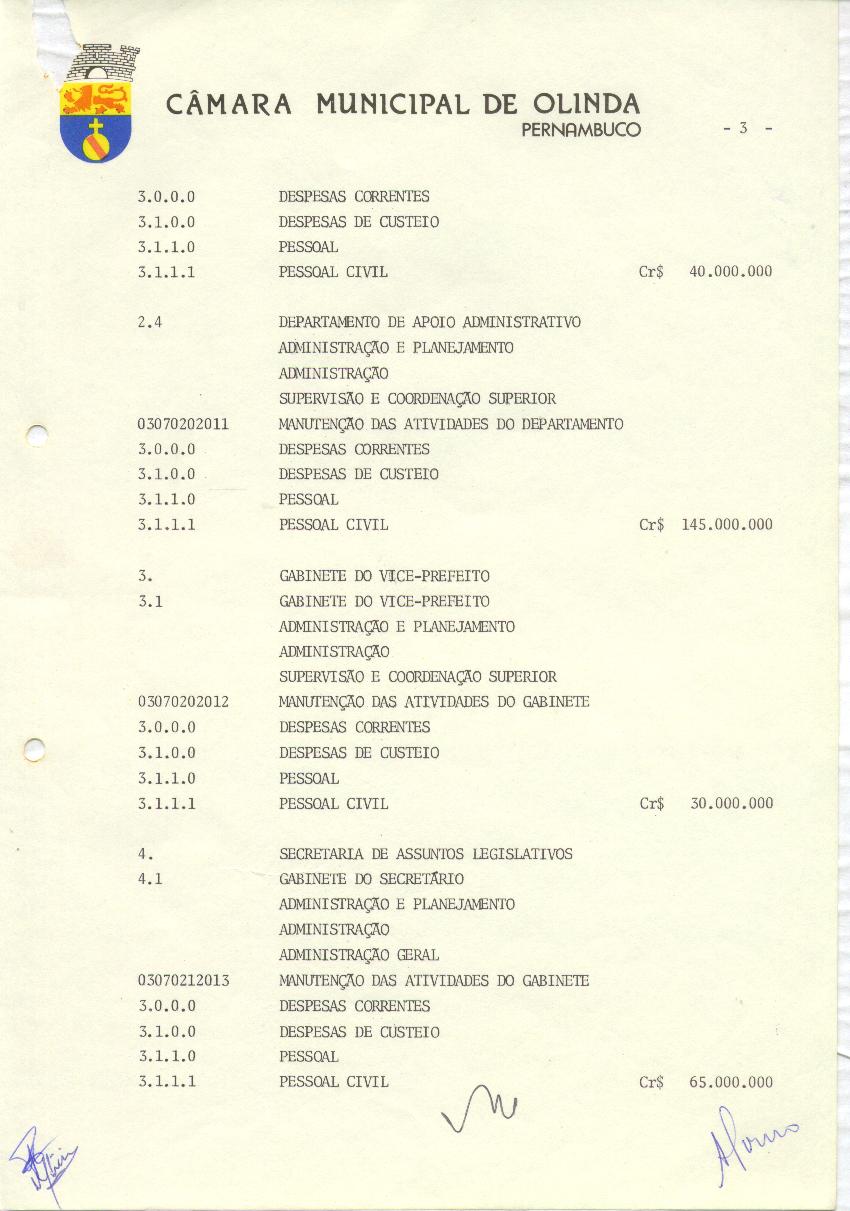 CÂMARA MUNICIPAL DE OLINDA
PERNAMBUCO
- 3 -
3.0.0.0 DESPESAS CORRENTES
3.1.0.0 DESPESAS DE CUSTEIO
3.1.1.0 PESSOAL
3.1.1.1 PESSOAL CIVIL Cr$ 40.000.000
2.4 DEPARTAMENTO DE APOIO ADMINISTRATIVO
ADMINISTRAÇÃO E PLANEJAMENTO
ADMINISTRAÇÃO
SUPERVISÃO E COORDENAÇÃO SUPERIOR
03070202011 MANUTENÇÃO DAS ATIVIDADES DO DEPARTAMENTO
3.0.0.0 DESPESAS CORRENTES
3.1.0.0 DESPESAS DE CUSTEIO
3.1.1.0 PESSOAL
3.1.1.1 PESSOAL CIVIL Cr$ 145.000.000
3. GABINETE DO VICE-PREFEITO
3.1 GABINETE DO VICE-PREFEITO
ADMINISTRAÇÃO E PLANEJAMENTO
ADMINISTRAÇÃO
SUPERVISÃO E COORDENAÇÃO SUPERIOR
03070202012 MANUTENÇÃO DAS ATIVIDADES DO GABINETE
3.0.0.0 DESPESAS CORRENTES
3.1.0.0 DESPESAS DE CUSTEIO
3.1.1.0 PESSOAL
3.1.1.1 PESSOAL CIVIL Cr$ 30.000.000
4. SECRETARIA DE ASSUNTOS LEGISLATIVOS
4.1 GABINETE DO SECRETÁRIO
ADMINISTRAÇÃO E PLANEJAMENTO
ADMINISTRAÇÃO
ADMINISTRAÇÃO GERAL
03070212013 MANUTENÇÃO DAS ATIVIDADES DO GABINETE
3.0.0.0 DESPESAS CORRENTES
3.1.0.0 DESPESAS DE CUSTEIO
3.1.1.0 PESSOAL
3.1.1.1 PESSOAL CIVIL Cr$ 65.000.000